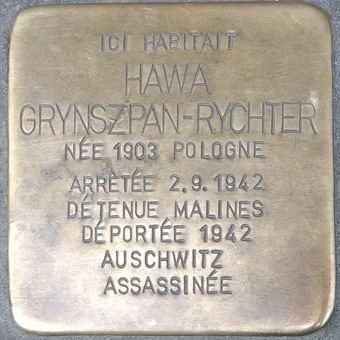 ICI HABITAIT
HAWA
GRYNSZPAN-RYCHTER
NÉE 1903 POLOGNE
ARRÊTÉE 2.9.1942
DÉTENUE MALINES
DÉPORTÉE 1942
AUSCHWITZ
ASSASSINÉE